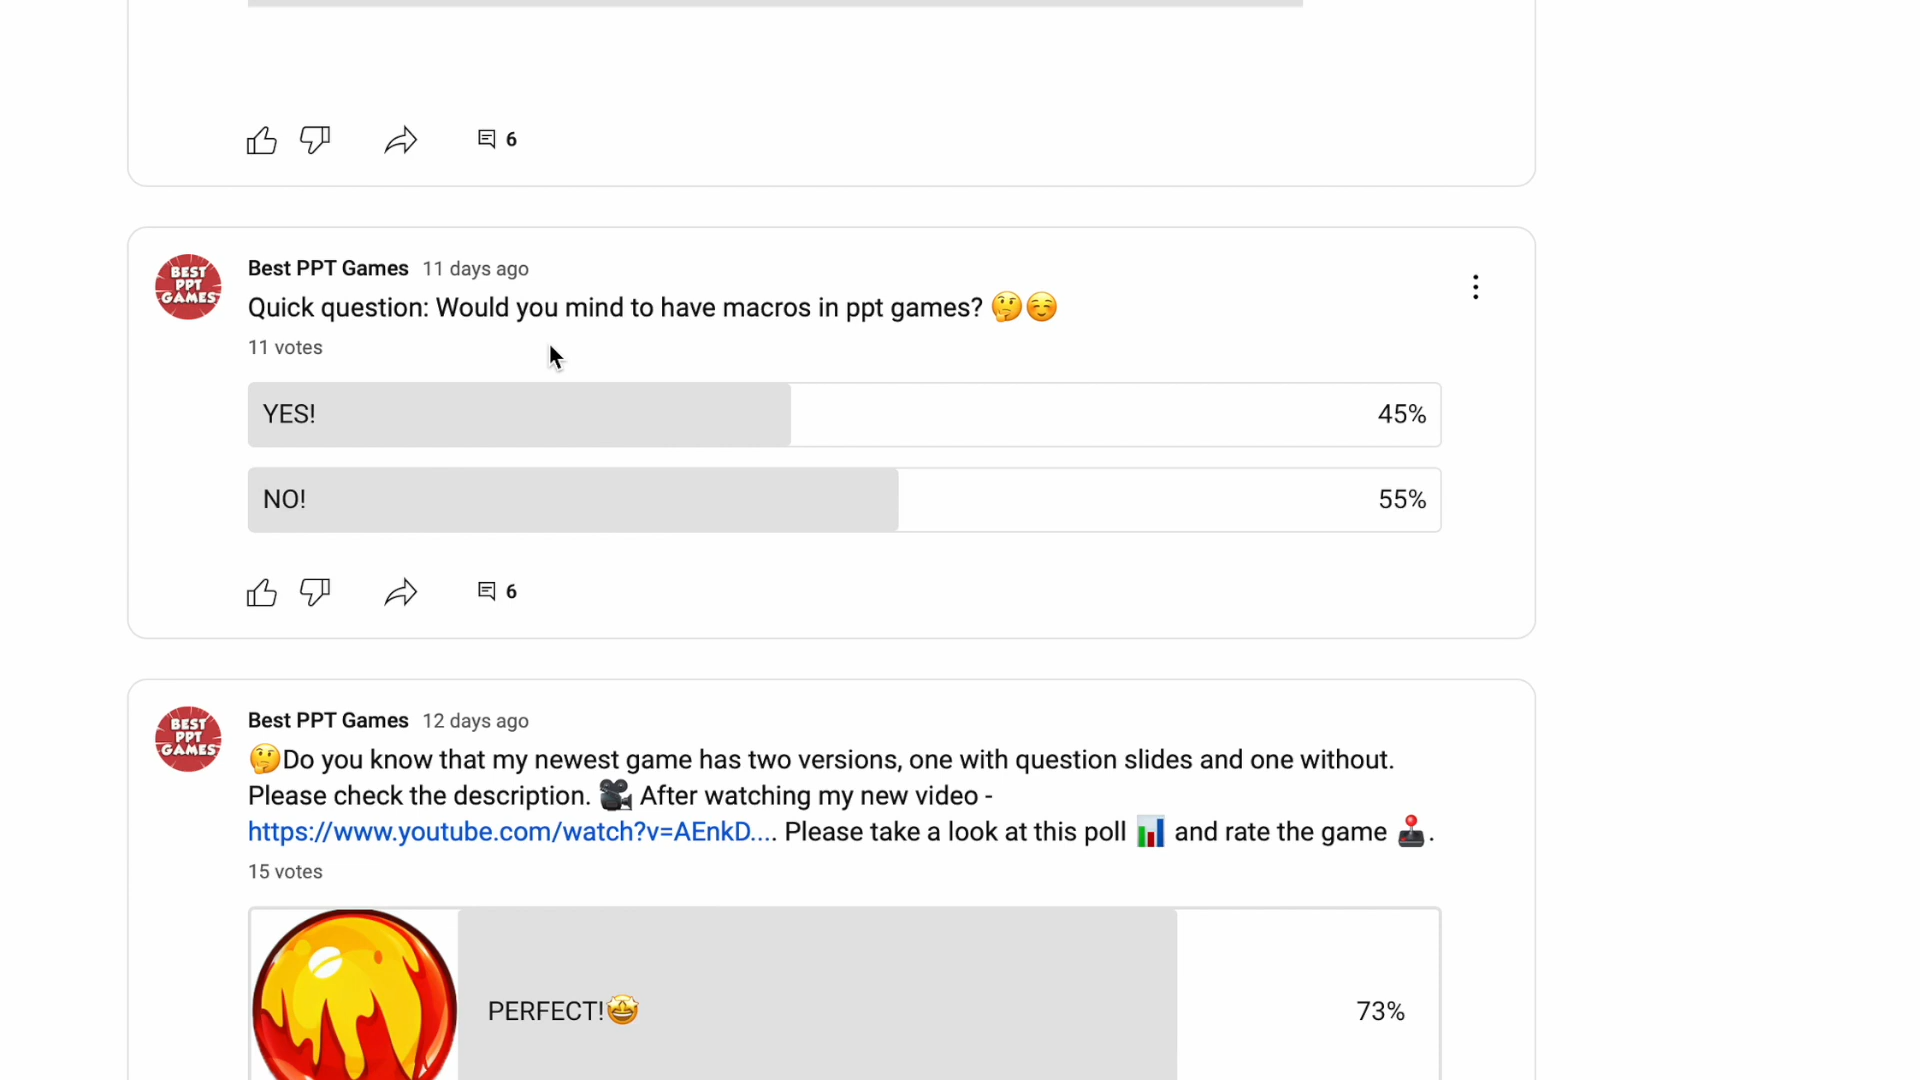 6
BEST
PPT
GAMES
Best PPT Games 11 days ago
Quick question: Would you mind to have macros in ppt games? 🤔☺️
11 votes
YES! 45%
NO! 55%
6
BEST
PPT
GAMES
Best PPT Games 12 days ago
🤔Do you know that my newest game has two versions, one with question slides and one without.
Please check the description. 🎥 After watching my new video -
https://www.youtube.com/watch?v=AEnkD.... Please take a look at this poll 📊 and rate the game 🕹️.
15 votes
PERFECT!🤩 73%